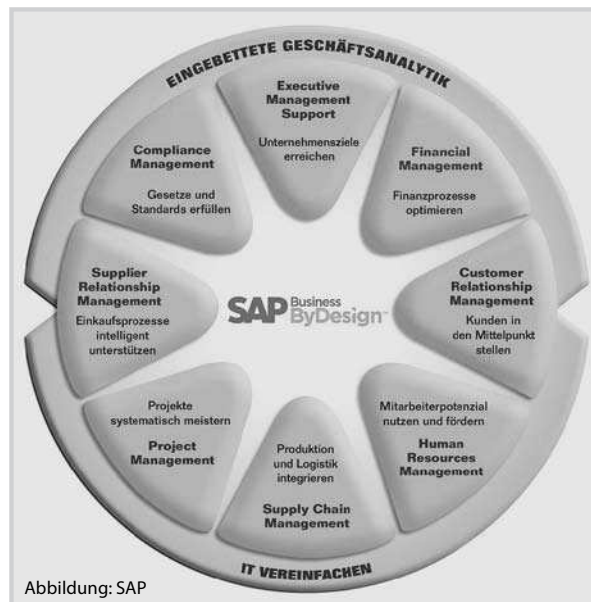 EINGEBETTETE GESCHÄFTSANALYTIK
Executive
Management
Support
Unternehmensziele
erreichen
Compliance
Management
Gesetze und
Standards erfüllen
Financial
Management
Finanzprozesse
optimieren
Supplier
Relationship
Management
Einkaufsprozesse
intelligent
unterstützen
SAP Business
ByDesign™
Customer
Relationship
Management
Kunden in
den Mittelpunkt
stellen
Projekte
systematisch meistern
Project
Management
Produktion
und Logistik
integrieren
Supply Chain
Management
Mitarbeiterpotenzial
nutzen und fördern
Human
Resources
Management
IT VEREINFACHEN
Abbildung: SAP